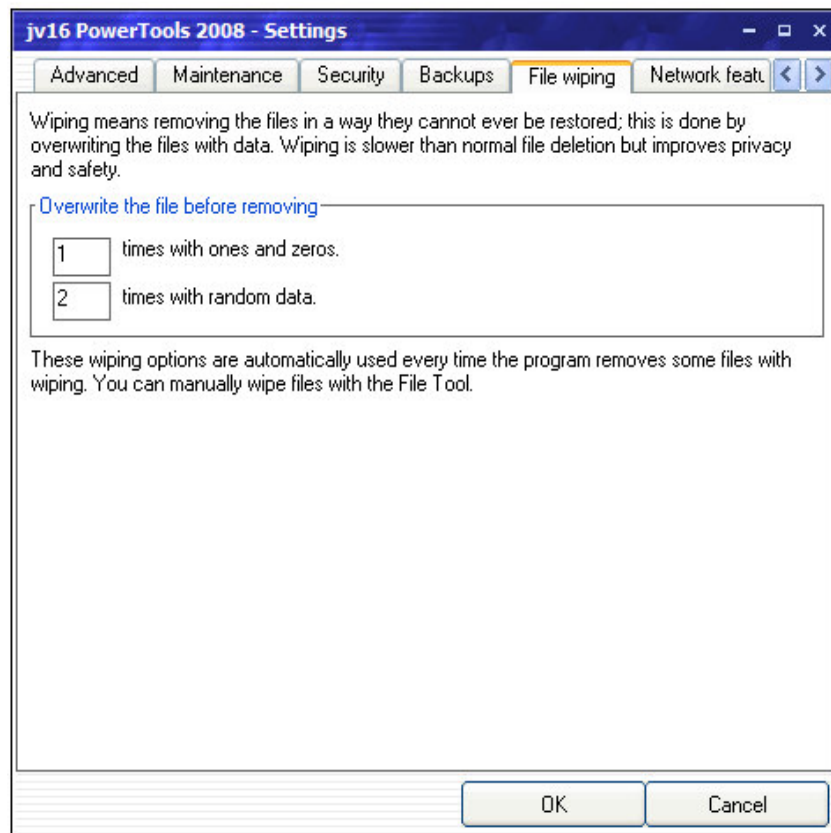 jv16 PowerTools 2008 - Settings
Advanced Maintenance Security Backups File wiping Network featu
Wiping means removing the files in a way they cannot ever be restored; this is done by
overwriting the files with data. Wiping is slower than normal file deletion but improves privacy
and safety.
Overwrite the file before removing
1 times with ones and zeros.
2 times with random data.
These wiping options are automatically used every time the program removes some files with
wiping. You can manually wipe files with the File Tool.
OK Cancel